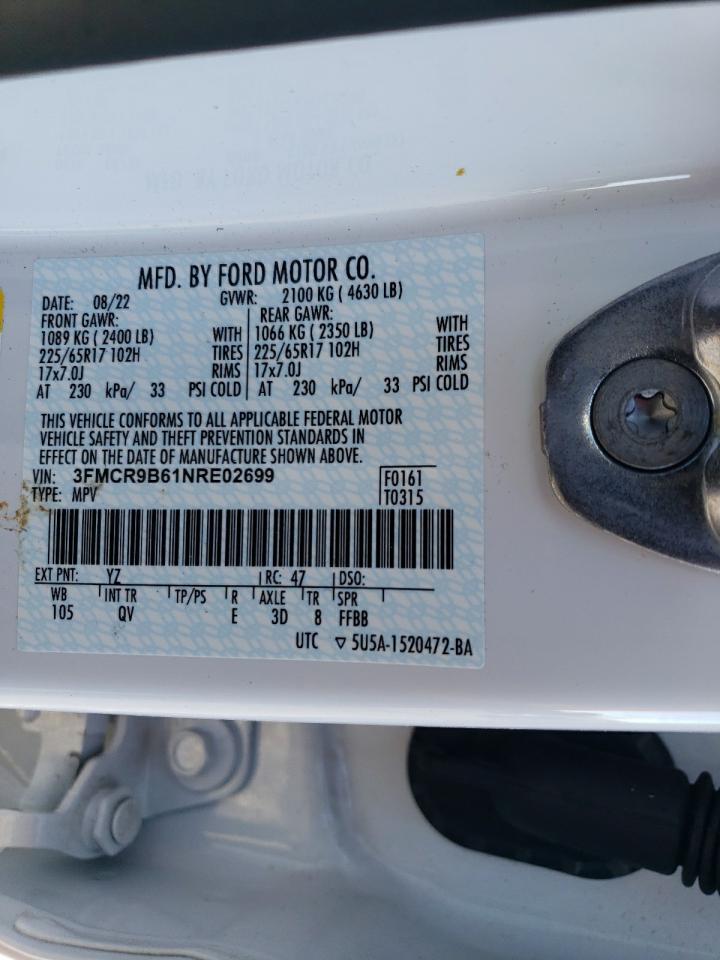 MFD. BY FORD MOTOR CO.
DATE: 08/22 GVWR: 2100 KG ( 4630 LB)
FRONT GAWR: REAR GAWR:
1089 KG ( 2400 LB) WITH 1066 KG ( 2350 LB) WITH
225/65R17 102H TIRES 225/65R17 102H TIRES
17x7.0J RIMS 17x7.0J RIMS
AT 230 kPa/ 33 PSI COLD AT 230 kPa/ 33 PSI COLD
THIS VEHICLE CONFORMS TO ALL APPLICABLE FEDERAL MOTOR
VEHICLE SAFETY AND THEFT PREVENTION STANDARDS IN
EFFECT ON THE DATE OF MANUFACTURE SHOWN ABOVE.
VIN: 3FMCR9B61NRE02699 F0161
TYPE: MPV T0315
EXT PNT: YZ RC: 47 DSO:
WB INT TR TP/PS R AXLE TR SPR
105 QV E 3D 8 FFBB
UTC ▽ 5U5A-1520472-BA